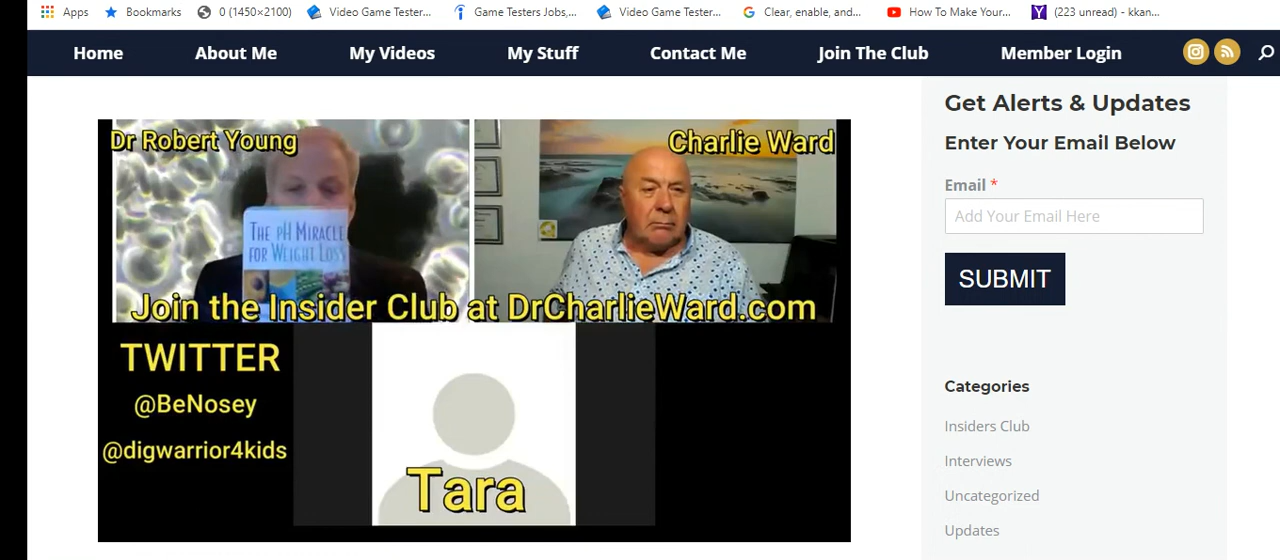 Apps Bookmarks 0 (1450×2100) Video Game Tester... Game Testers Jobs,... Video Game Tester... Clear, enable, and... How To Make Your... (223 unread) - kkan...
Home About Me My Videos My Stuff Contact Me Join The Club Member Login
Get Alerts & Updates
Enter Your Email Below
Email *
Add Your Email Here
SUBMIT
Categories
Insiders Club
Interviews
Uncategorized
Updates
Dr Robert Young
Charlie Ward
THE PH MIRACLE
FOR WEIGHT LOSS
Join the Insider Club at DrCharlieWard.com
TWITTER
@BeNosey
@digwarrior4kids
Tara